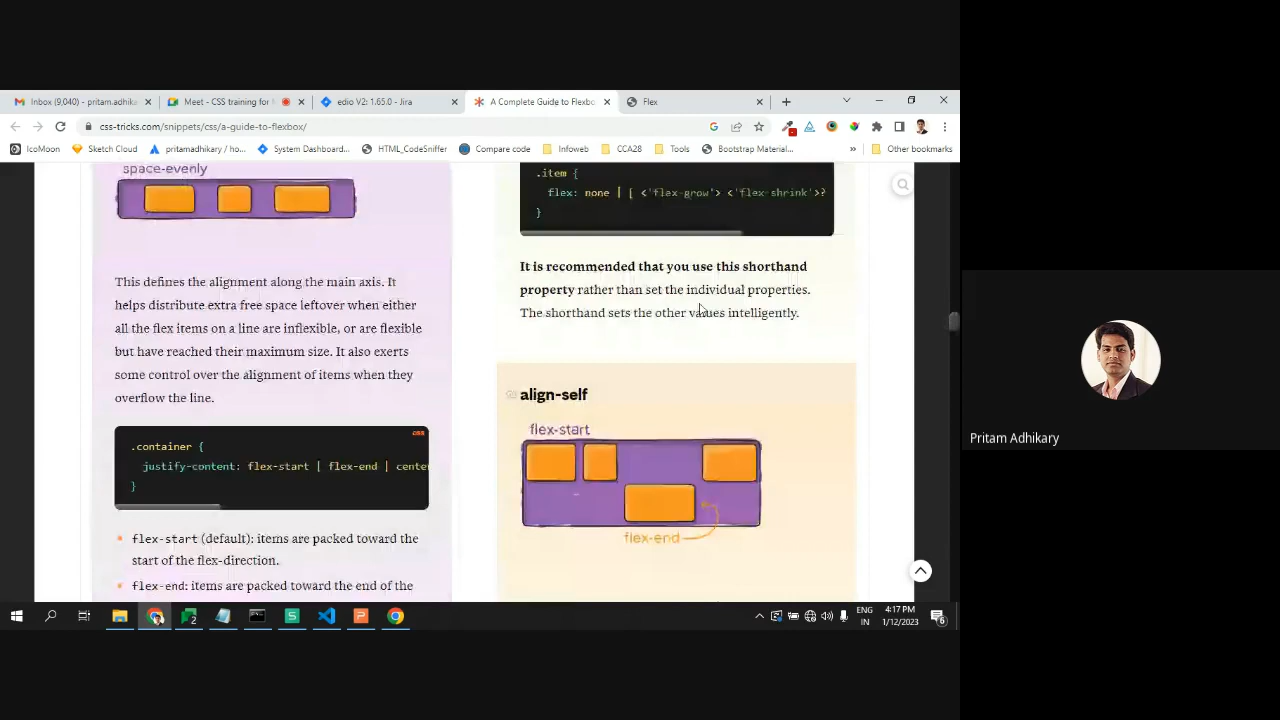 Inbox (9,040) - pritam.adhika
Meet - CSS training for
edio V2: 1.65.0 - Jira
A Complete Guide to Flexbo
Flex
css-tricks.com/snippets/css/a-guide-to-flexbox/
IcoMoon
Sketch Cloud
pritamadhikary / ho...
System Dashboard...
HTML_CodeSniffer
Compare code
Infoweb
CCA28
Tools
Bootstrap Material...
Other bookmarks
space-evenly
This defines the alignment along the main axis. It
helps distribute extra free space leftover when either
all the flex items on a line are inflexible, or are flexible
but have reached their maximum size. It also exerts
some control over the alignment of items when they
overflow the line.
css
.container {
justify-content: flex-start | flex-end | cente
}
flex-start (default): items are packed toward the
start of the flex-direction.
flex-end: items are packed toward the end of the
.item {
flex: none | [ <'flex-grow'> <'flex-shrink'>?
}
It is recommended that you use this shorthand
property rather than set the individual properties.
The shorthand sets the other values intelligently.
align-self
flex-start
flex-end
Pritam Adhikary
ENG
IN
4:17 PM
1/12/2023
6